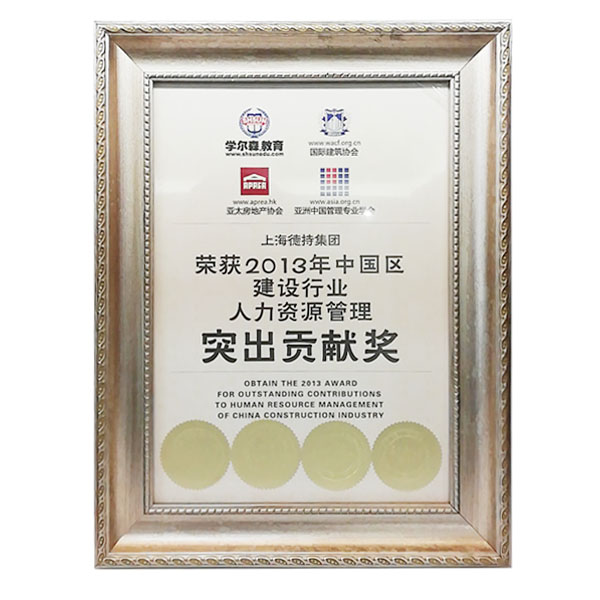 学尔森教育
www.shsunedu.com
www.wacf.org.cn
国际建筑协会
APREA
www.aprea.hk
亚太房地产协会
www.asia.org.cn
亚洲中国管理专业学会
上海德持集团
荣获2013年中国区
建设行业
人力资源管理
突出贡献奖
OBTAIN THE 2013 AWARD
FOR OUTSTANDING CONTRIBUTIONS
TO HUMAN RESOURCE MANAGEMENT
OF CHINA CONSTRUCTION INDUSTRY